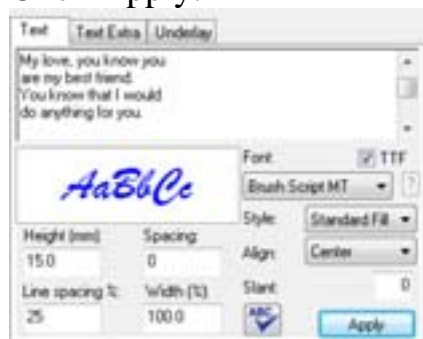 Click Apply.
Text Text Extra Underlay
My love, you know you
are my best friend.
You know that I would
do anything for you.
Font: TTF
AaBbCc
Brush Script MT ?
Style: Standard Fill
Height (mm): Spacing:
Align: Center
15.0 0
Line spacing %: Width (%):
Slant: 0
25 100.0
ABC
Apply